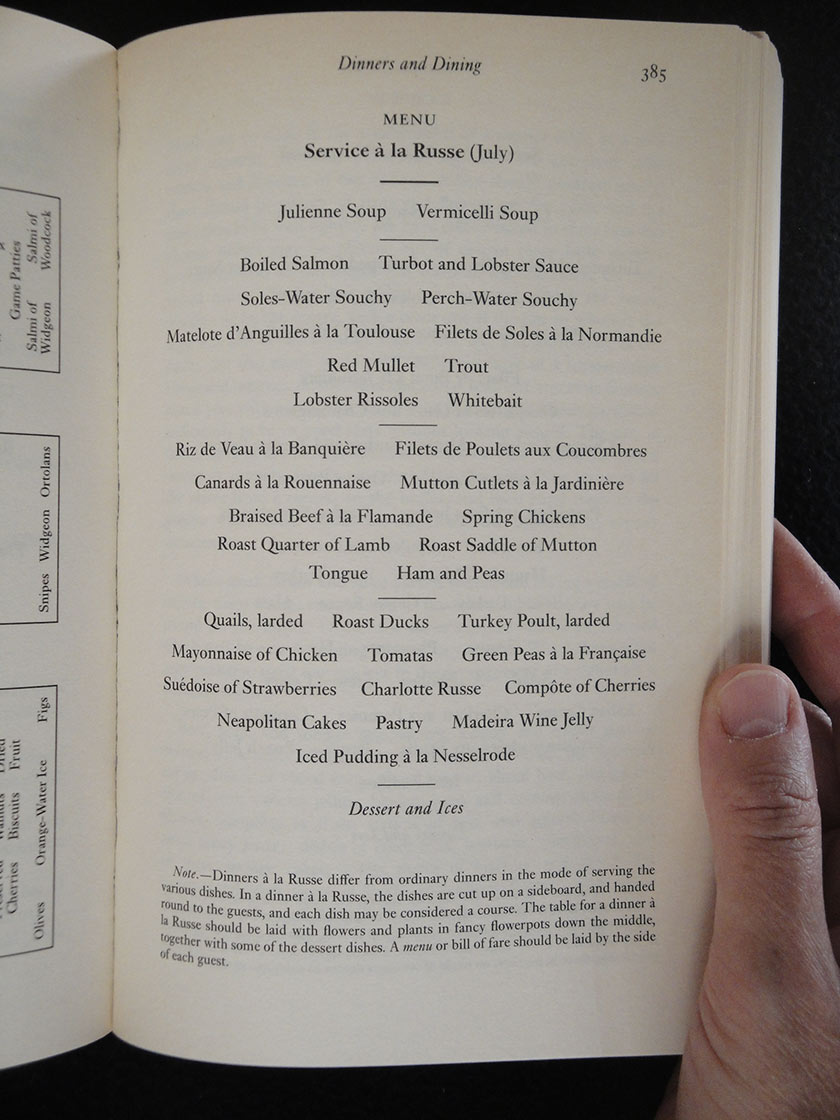 Game Patties
Salmi of Widgeon
Salmi of Woodcock
Snipes Widgeon Ortolans
Cherries
Biscuits
Dried Fruit
Olives Orange-Water Ice Figs
Dinners and Dining 385
MENU
Service à la Russe (July)
Julienne Soup Vermicelli Soup
Boiled Salmon Turbot and Lobster Sauce
Soles-Water Souchy Perch-Water Souchy
Matelote d'Anguilles à la Toulouse Filets de Soles à la Normandie
Red Mullet Trout
Lobster Rissoles Whitebait
Riz de Veau à la Banquière Filets de Poulets aux Coucombres
Canards à la Rouennaise Mutton Cutlets à la Jardinière
Braised Beef à la Flamande Spring Chickens
Roast Quarter of Lamb Roast Saddle of Mutton
Tongue Ham and Peas
Quails, larded Roast Ducks Turkey Poult, larded
Mayonnaise of Chicken Tomatas Green Peas à la Française
Suédoise of Strawberries Charlotte Russe Compôte of Cherries
Neapolitan Cakes Pastry Madeira Wine Jelly
Iced Pudding à la Nesselrode
Dessert and Ices
Note.—Dinners à la Russe differ from ordinary dinners in the mode of serving the
various dishes. In a dinner à la Russe, the dishes are cut up on a sideboard, and handed
round to the guests, and each dish may be considered a course. The table for a dinner à
la Russe should be laid with flowers and plants in fancy flowerpots down the middle,
together with some of the dessert dishes. A menu or bill of fare should be laid by the side
of each guest.